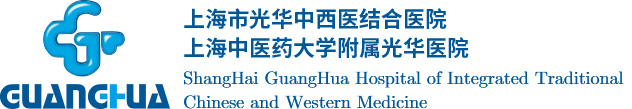 上海市光华中西医结合医院
上海中医药大学附属光华医院
ShangHai GuangHua Hospital of Integrated Traditional
Chinese and Western Medicine
GUANGHUA